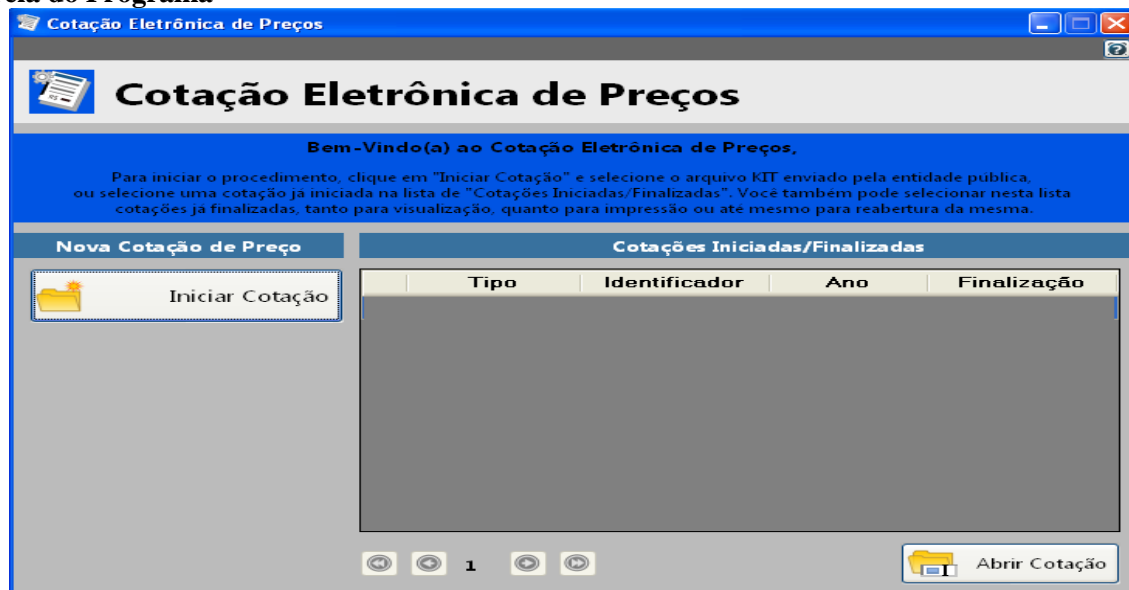 do Programa
Cotação Eletrônica de Preços
Cotação Eletrônica de Preços
Bem-Vindo(a) ao Cotação Eletrônica de Preços,
Para iniciar o procedimento, clique em "Iniciar Cotação" e selecione o arquivo KIT enviado pela entidade pública,
ou selecione uma cotação já iniciada na lista de "Cotações Iniciadas/Finalizadas". Você também pode selecionar nesta lista
cotações já finalizadas, tanto para visualização, quanto para impressão ou até mesmo para reabertura da mesma.
Nova Cotação de Preço
Cotações Iniciadas/Finalizadas
Iniciar Cotação
Tipo Identificador Ano Finalização
1
Abrir Cotação